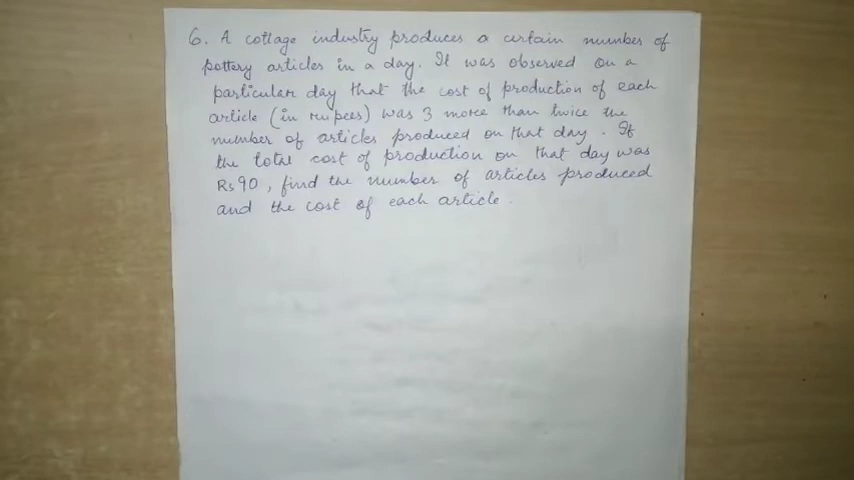 6. A cottage industry produces a certain number of
pottery articles in a day. It was observed on a
particular day that the cost of production of each
article (in rupees) was 3 more than twice the
number of articles produced on that day. If
the total cost of production on that day was
Rs 90, find the number of articles produced
and the cost of each article.